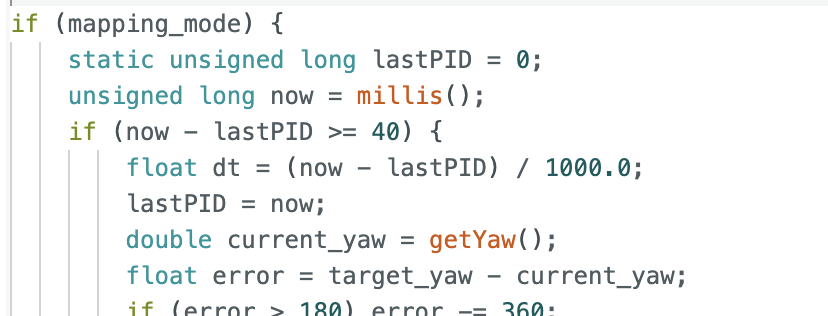 if (mapping_mode) {
static unsigned long lastPID = 0;
unsigned long now = millis();
if (now - lastPID >= 40) {
float dt = (now - lastPID) / 1000.0;
lastPID = now;
double current_yaw = getYaw();
float error = target_yaw - current_yaw;
if (error > 180) error -= 360;